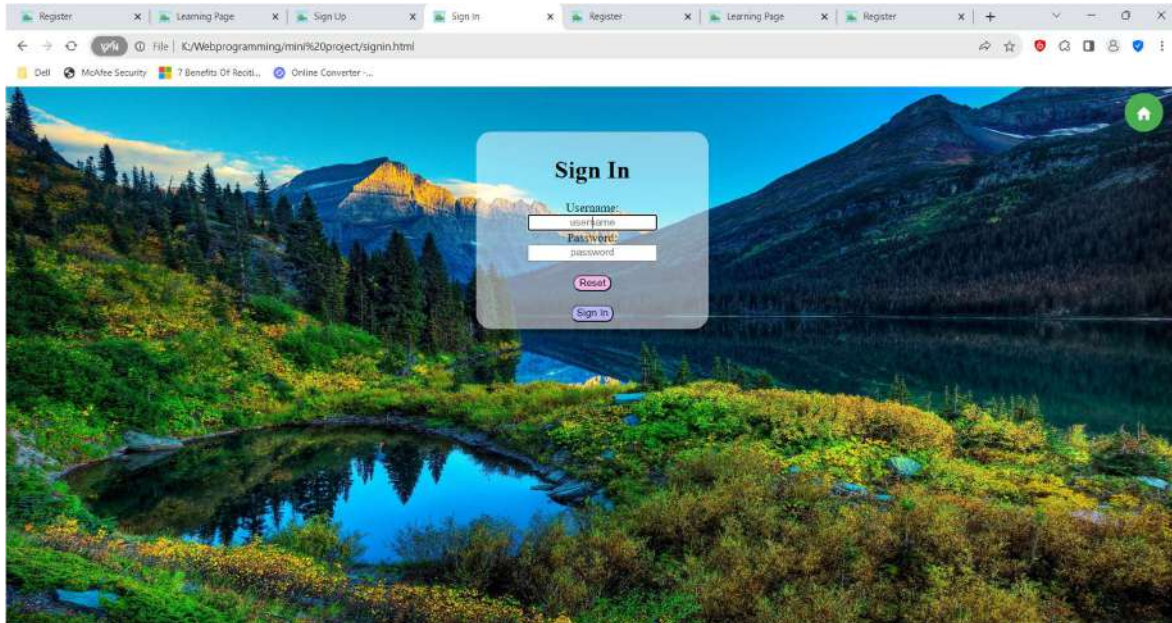 Register Learning Page Sign Up Sign In Register Learning Page Register
VPN File K:/Webprogramming/mini%20project/signin.html
Dell McAfee Security 7 Benefits Of Reciti... Online Converter -...
Sign In
Username:
username
Password:
password
Reset
Sign In